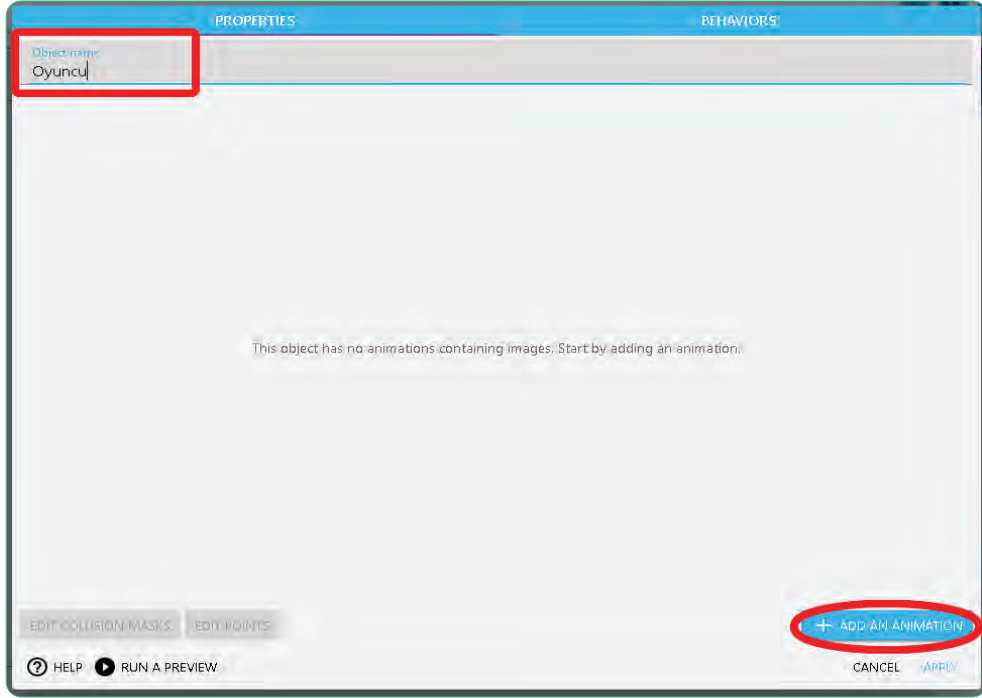 PROPERTIES
BEHAVIORS
Object name
Oyuncu
This object has no animations containing images. Start by adding an animation.
EDIT COLLISION MASKS
EDIT POINTS
+ ADD AN ANIMATION
? HELP
RUN A PREVIEW
CANCEL
APPLY